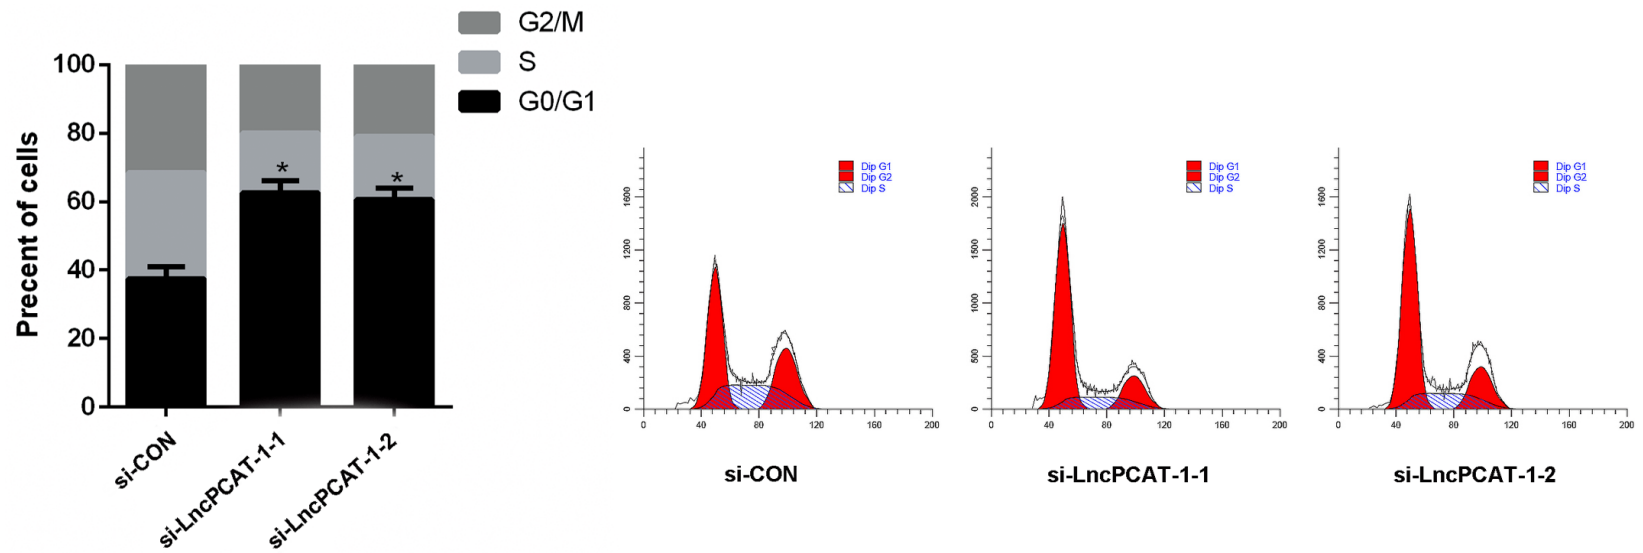 G2/M
S
G0/G1
Precent of cells
100
80
60
40
20
0
*
*
si-CON
si-LncPCAT-1-1
si-LncPCAT-1-2
Dip G1
Dip G2
Dip S
1600
1200
800
400
0
0 40 80 120 160 200
si-CON
Dip G1
Dip G2
Dip S
2000
1500
1000
500
0
0 40 80 120 160 200
si-LncPCAT-1-1
Dip G1
Dip G2
Dip S
1600
1200
800
400
0
0 40 80 120 160 200
si-LncPCAT-1-2